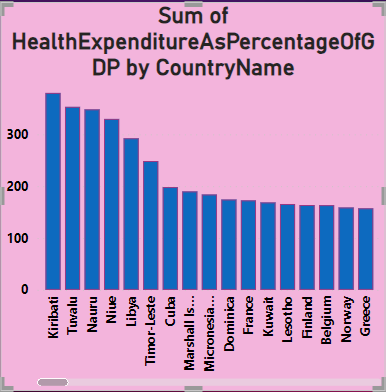 Sum of
HealthExpenditureAsPercentageOfG
DP by CountryName
300
200
100
0
Kiribati
Tuvalu
Nauru
Niue
Libya
Timor-Leste
Cuba
Marshall Is...
Micronesia...
Dominica
France
Kuwait
Lesotho
Finland
Belgium
Norway
Greece